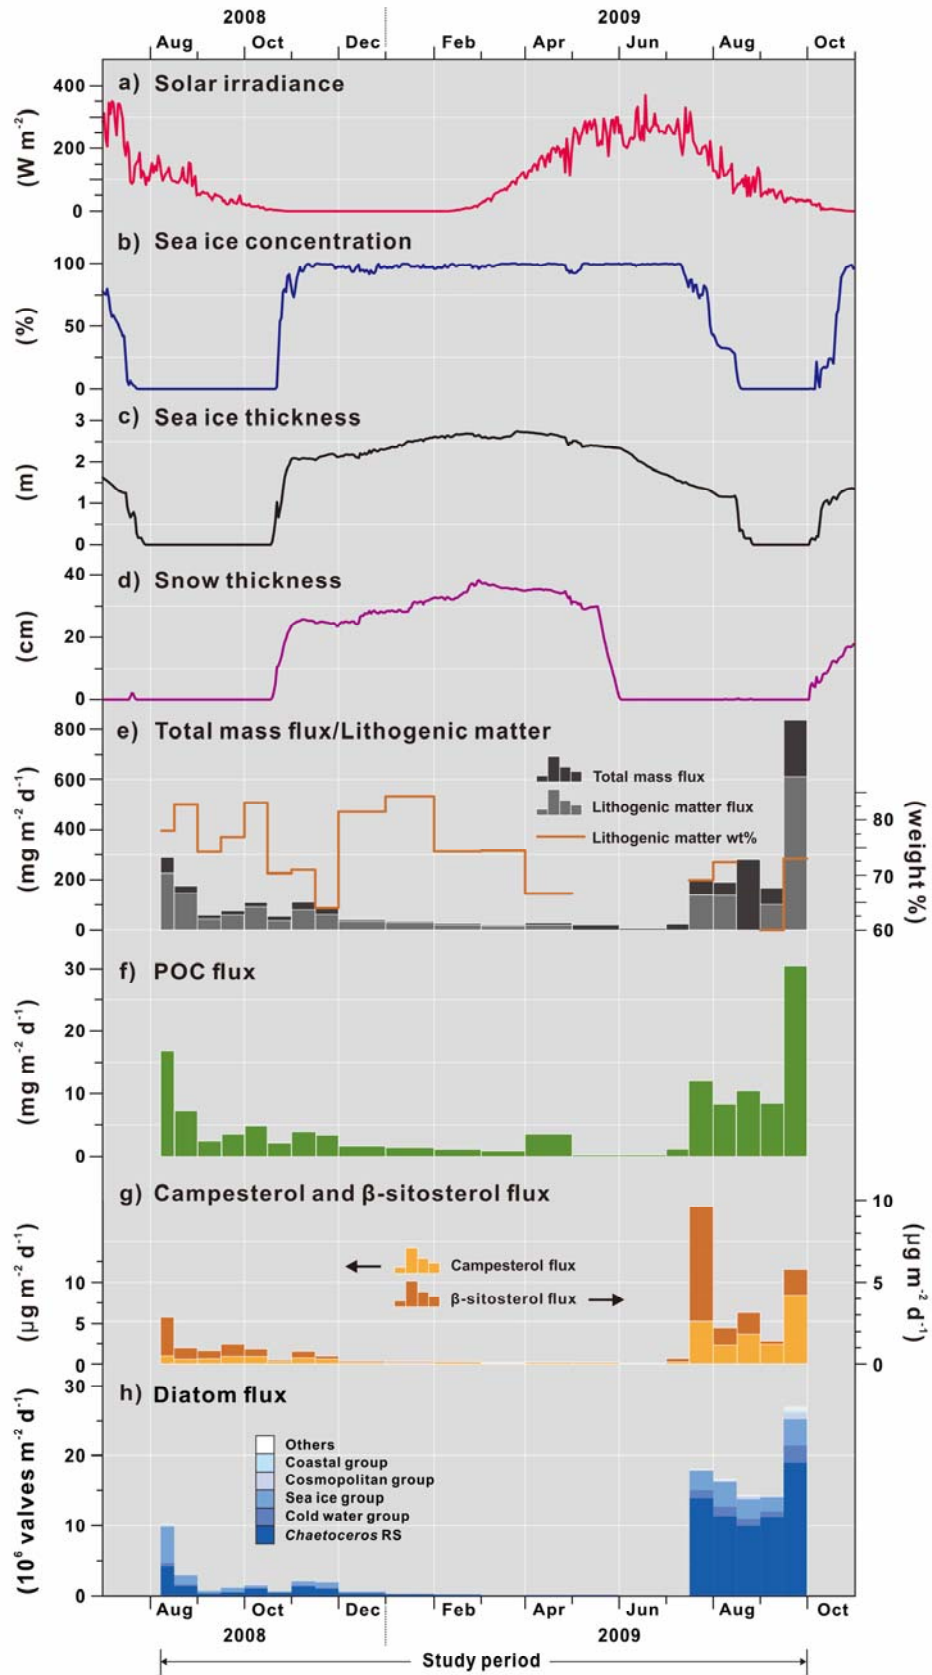 2008 2009
Aug Oct Dec Feb Apr Jun Aug Oct
a) Solar irradiance
(W m⁻²)
400
200
0
b) Sea ice concentration
(%)
100
50
0
c) Sea ice thickness
(m)
3
2
1
0
d) Snow thickness
(cm)
40
20
0
e) Total mass flux/Lithogenic matter
(mg m⁻² d⁻¹)
800
600
400
200
0
Total mass flux
Lithogenic matter flux
Lithogenic matter wt%
80
70
60
(weight %)
f) POC flux
(mg m⁻² d⁻¹)
30
20
10
0
g) Campesterol and β-sitosterol flux
(μg m⁻² d⁻¹)
10
5
0
Campesterol flux
β-sitosterol flux
10
5
0
(μg m⁻² d⁻¹)
h) Diatom flux
(10⁶ valves m⁻² d⁻¹)
30
20
10
0
Others
Coastal group
Cosmopolitan group
Sea ice group
Cold water group
Chaetoceros RS
Aug Oct Dec Feb Apr Jun Aug Oct
2008 2009
Study period